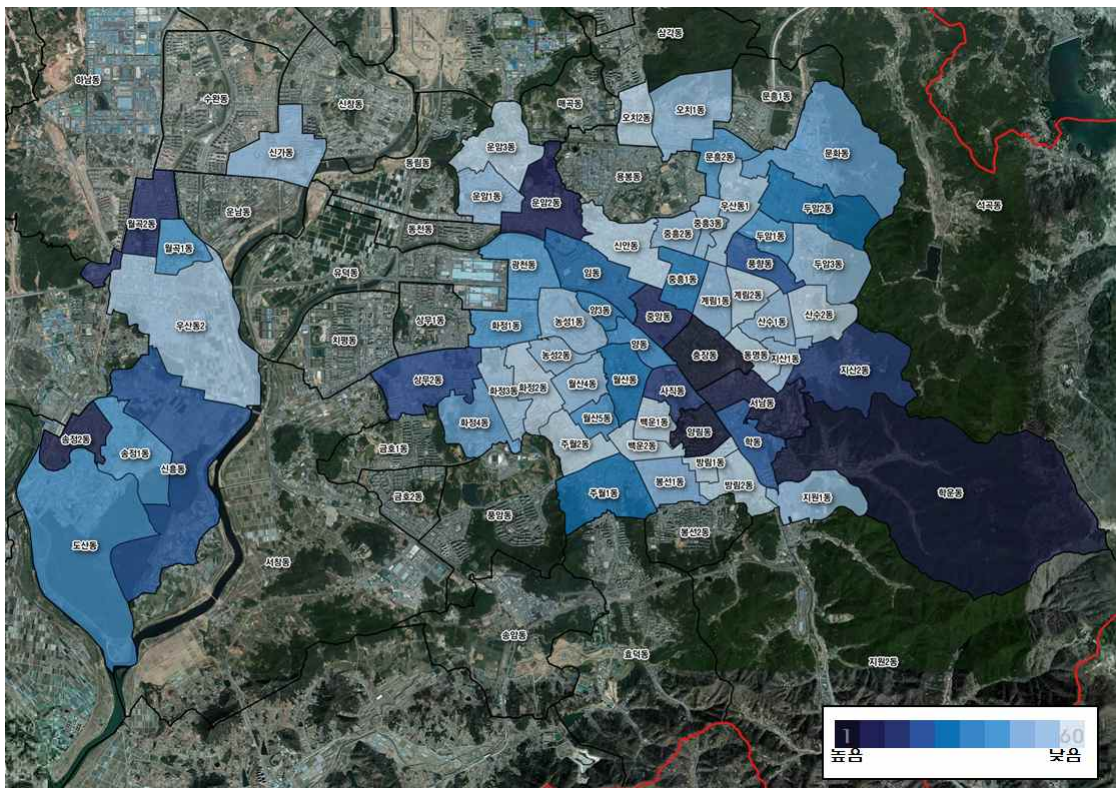 삼각동
하남동
수완동
신창동
매곡동
문흥1동
오치2동
오치1동
신가동
운암3동
동림동
문흥2동
문화동
용봉동
운남동
운암1동
운암2동
우산동1
두암2동
석곡동
월곡2동
동천동
중흥3동
중흥2동
두암1동
월곡1동
신안동
유덕동
광천동
임동
풍향동
두암3동
중흥1동
우산동2
양3동
중앙동
계림1동
계림2동
상무1동
화정1동
농성1동
신수1동
산수2동
치평동
양동
충장동
동명동
지산1동
농성2동
지산2동
상무2동
화정3동
화정2동
월산4동
월산동
사직동
서남동
송정2동
화정4동
월산5동
백운1동
양림동
학동
송정1동
신흥동
금호1동
주월2동
백운2동
방림1동
주월1동
봉선1동
방림2동
지원1동
학운동
금호2동
풍암동
봉선2동
도산동
서창동
송암동
효덕동
지원2동
1
60
높음
낮음